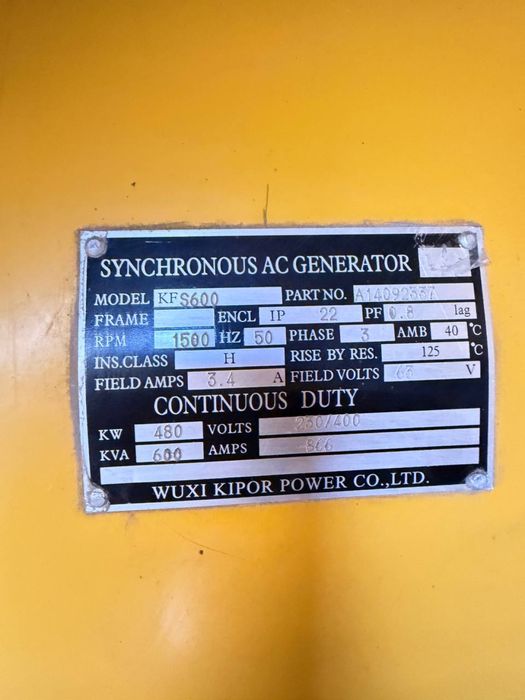 SYNCHRONOUS AC GENERATOR
MODEL KFS600 PART NO. A14092337
FRAME ENCL IP 22 PF 0.8 lag
RPM 1500 HZ 50 PHASE 3 AMB 40 °C
INS.CLASS H RISE BY RES. 125 °C
FIELD AMPS 3.4 A FIELD VOLTS 63 V
CONTINUOUS DUTY
KW 480 VOLTS 230/400
KVA 600 AMPS 866
WUXI KIPOR POWER CO.,LTD.